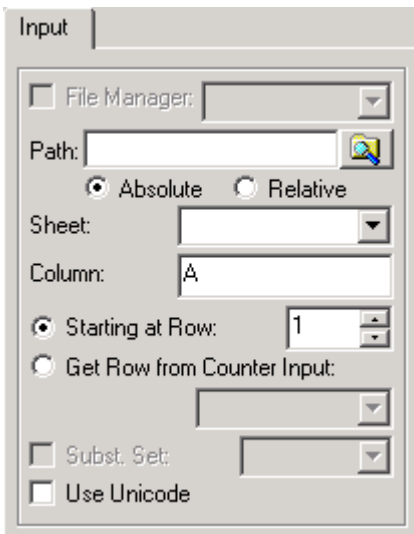 Input
File Manager:
Path:
Absolute Relative
Sheet:
Column: A
Starting at Row: 1
Get Row from Counter Input:
Subst. Set:
Use Unicode